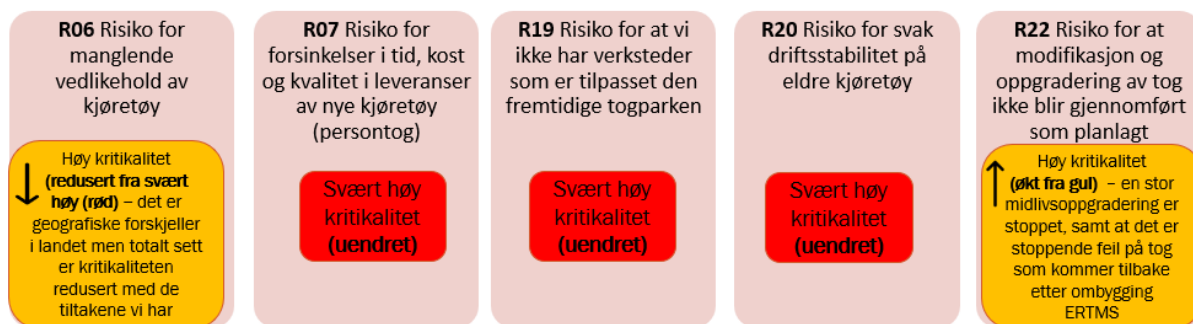 R06 Risiko for
manglende
vedlikehold av
kjøretøy
Høy kritikalitet
(redusert fra svært
høy (rød) – det er
geografiske forskjeller
i landet men totalt sett
er kritikaliteten
redusert med de
tiltakene vi har
R07 Risiko for
forsinkelser i tid, kost
og kvalitet i leveranser
av nye kjøretøy
(persontog)
Svært høy
kritikalitet
(uendret)
R19 Risiko for at vi
ikke har verksteder
som er tilpasset den
fremtidige togparken
Svært høy
kritikalitet
(uendret)
R20 Risiko for svak
driftsstabilitet på
eldre kjøretøy
Svært høy
kritikalitet
(uendret)
R22 Risiko for at
modifikasjon og
oppgradering av tog
ikke blir gjennomført
som planlagt
Høy kritikalitet
(økt fra gul) – en stor
midlivsoppgradering er
stoppet, samt at det er
stoppende feil på tog
som kommer tilbake
etter ombygging
ERTMS